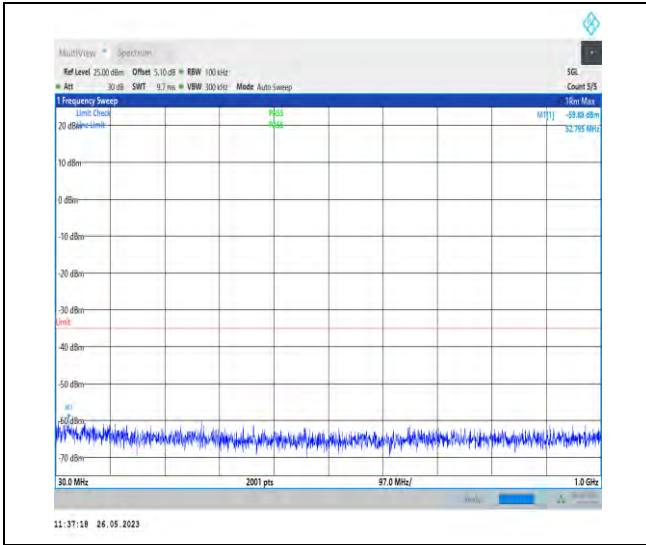 MultiView Spectrum
Ref Level 25.00 dBm Offset 5.10 dB RBW 100 kHz SGL
Att 30 dB SWT 9.7 ms VBW 300 kHz Mode Auto Sweep Count 5/5
1 Frequency Sweep 1Rm Max
Limit Check PASS M1[1] -59.88 dBm
20 dBm Line Limit PASS 52.795 MHz
10 dBm
0 dBm
-10 dBm
-20 dBm
-30 dBm
Limit
-40 dBm
-50 dBm
M1
-60 dBm
-70 dBm
30.0 MHz 2001 pts 97.0 MHz/ 1.0 GHz
11:37:18 26.05.2023